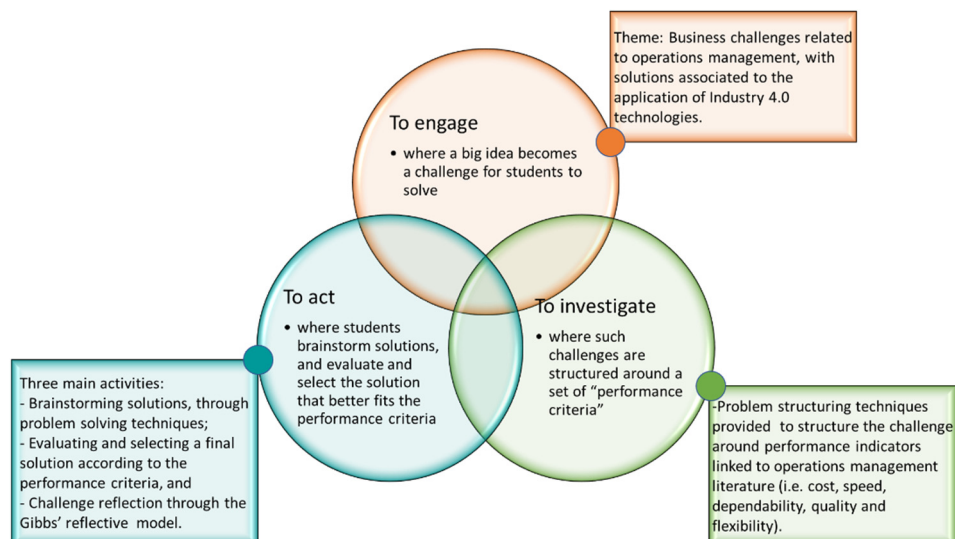 Theme: Business challenges related
to operations management, with
solutions associated to the
application of Industry 4.0
technologies.
To engage
• where a big idea becomes
a challenge for students to
solve
To act
• where students
brainstorm solutions,
and evaluate and
select the solution
that better fits the
performance criteria
To investigate
• where such
challenges are
structured around a
set of “performance
criteria”
Three main activities:
- Brainstorming solutions, through
problem solving techniques;
- Evaluating and selecting a final
solution according to the
performance criteria, and
- Challenge reflection through the
Gibbs’ reflective model.
-Problem structuring techniques
provided to structure the challenge
around performance indicators
linked to operations management
literature (i.e. cost, speed,
dependability, quality and
flexibility).